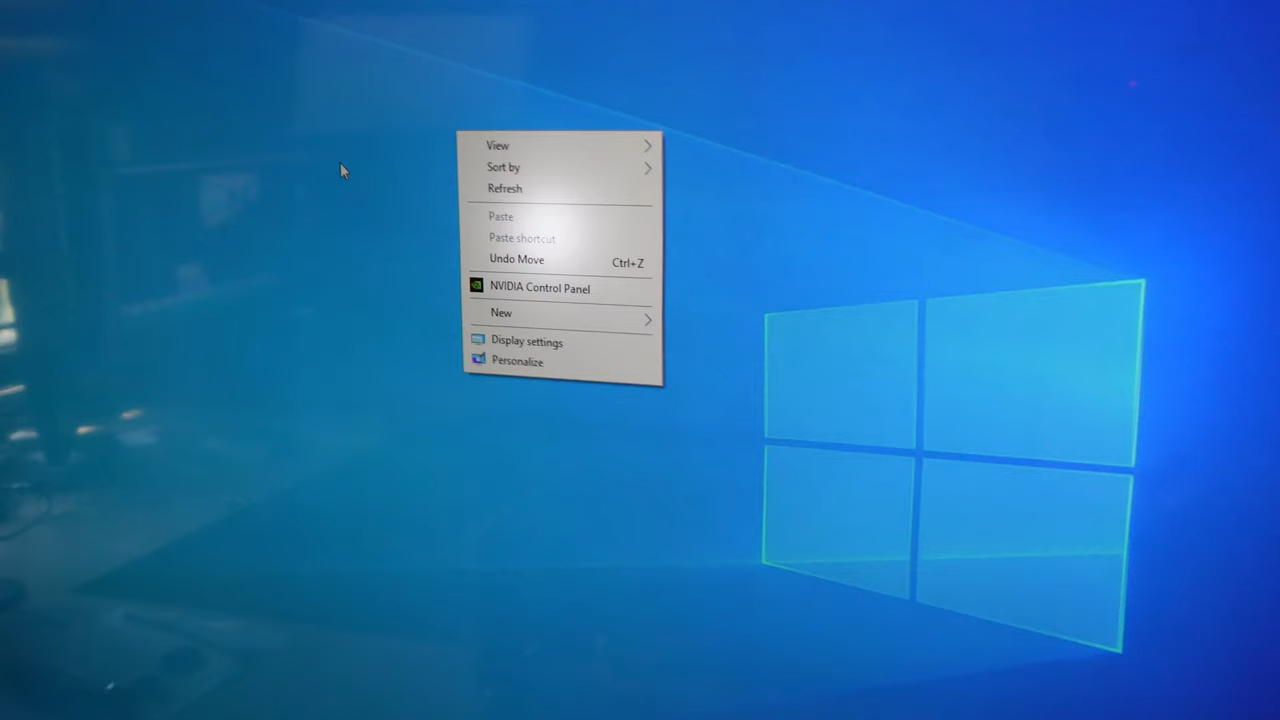 View
Sort by
Refresh
Paste
Paste shortcut
Undo Move Ctrl+Z
NVIDIA Control Panel
New
Display settings
Personalize